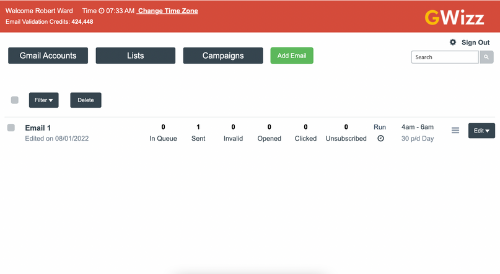 Welcome Robert Ward Time 07:33 AM Change Time Zone
Email Validation Credits: 424,448
GWizz
Sign Out
Gmail Accounts Lists Campaigns Add Email
Search
Filter Delete
Email 1 0 1 0 0 0 0 Run 4am - 6am
Edited on 08/01/2022 In Queue Sent Invalid Opened Clicked Unsubscribed 30 p/d Day
Edit